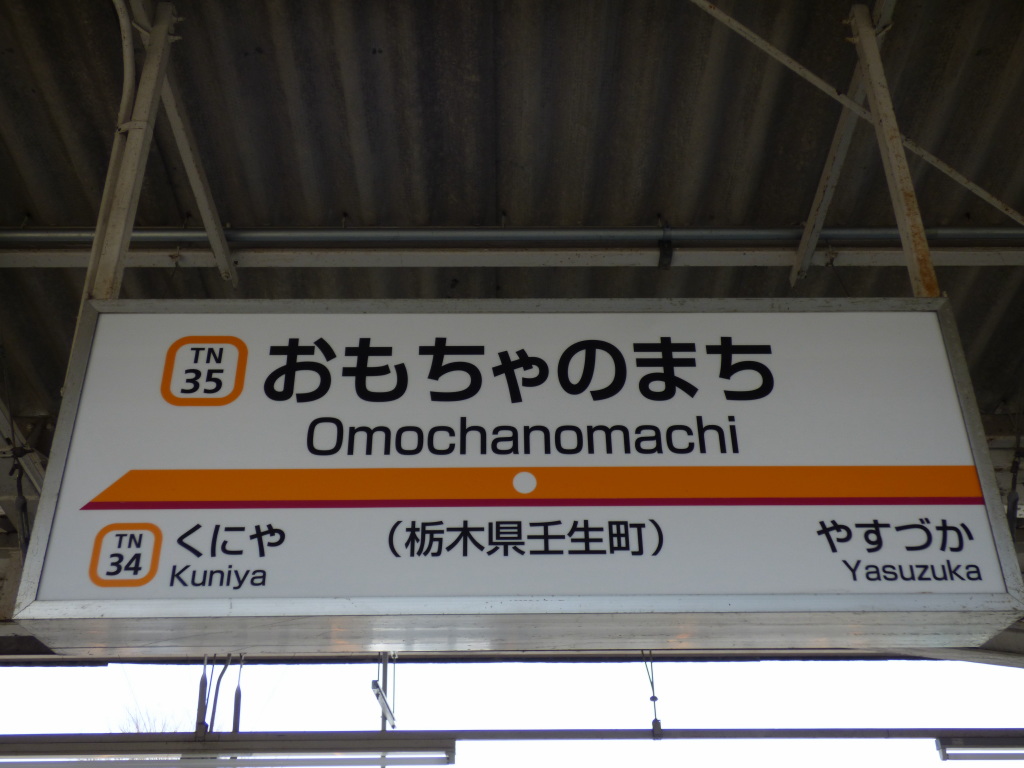 TN
35
おもちゃのまち
Omochanomachi
TN
34
くにや
Kuniya
（栃木県壬生町）
やすづか
Yasuzuka